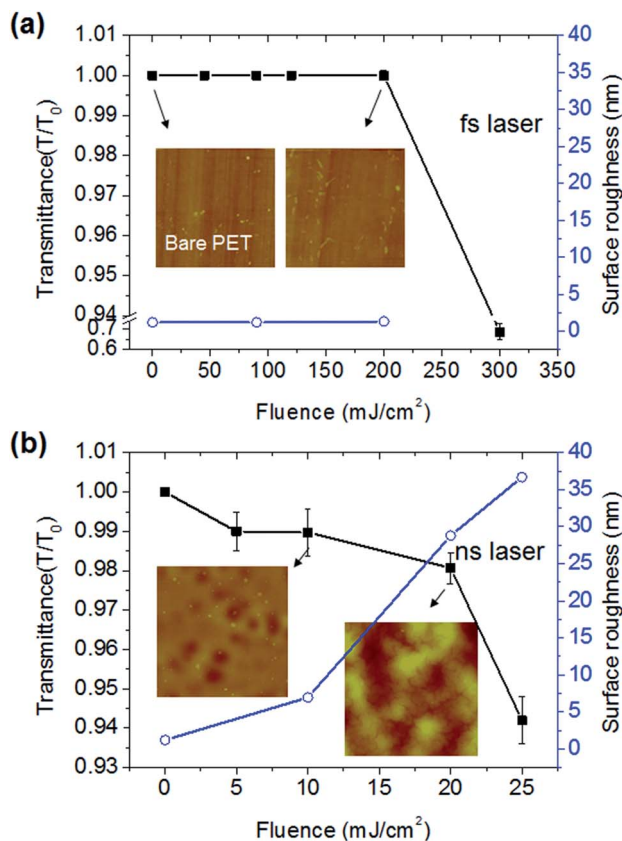 (a)
1.01
1.00
0.99
0.98
0.97
0.96
0.95
0.94
0.7
0.6
Transmittance(T/T₀)
fs laser
Bare PET
40
35
30
25
20
15
10
5
0
Surface roughness (nm)
0 50 100 150 200 250 300 350
Fluence (mJ/cm²)
(b)
1.01
1.00
0.99
0.98
0.97
0.96
0.95
0.94
0.93
Transmittance(T/T₀)
ns laser
40
35
30
25
20
15
10
5
0
Surface roughness (nm)
0 5 10 15 20 25
Fluence (mJ/cm²)